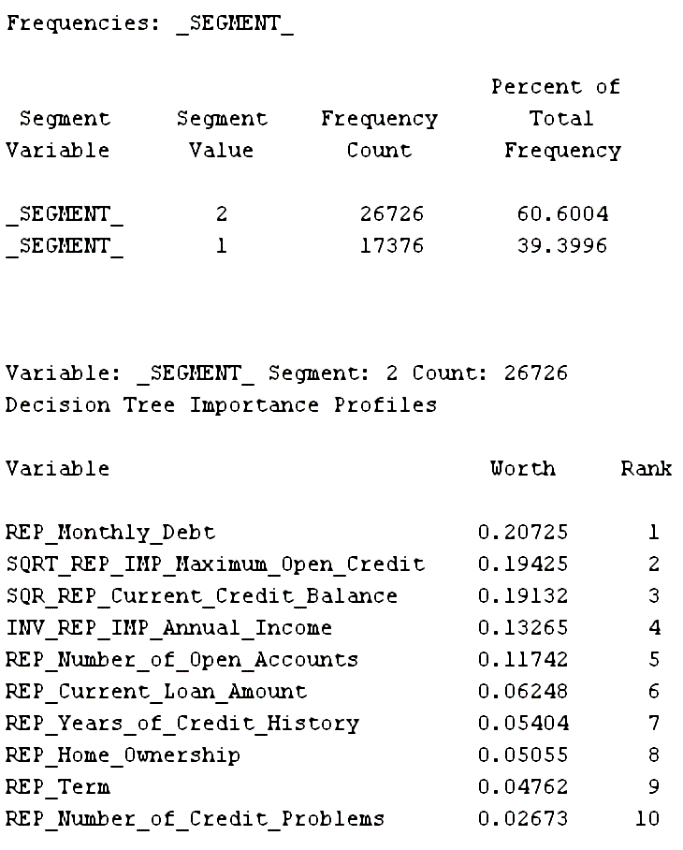 Frequencies: _SEGMENT_
Percent of
Segment Segment Frequency Total
Variable Value Count Frequency
_SEGMENT_ 2 26726 60.6004
_SEGMENT_ 1 17376 39.3996
Variable: _SEGMENT_ Segment: 2 Count: 26726
Decision Tree Importance Profiles
Variable Worth Rank
REP_Monthly_Debt 0.20725 1
SQRT_REP_IMP_Maximum_Open_Credit 0.19425 2
SQR_REP_Current_Credit_Balance 0.19132 3
INV_REP_IMP_Annual_Income 0.13265 4
REP_Number_of_Open_Accounts 0.11742 5
REP_Current_Loan_Amount 0.06248 6
REP_Years_of_Credit_History 0.05404 7
REP_Home_Ownership 0.05055 8
REP_Term 0.04762 9
REP_Number_of_Credit_Problems 0.02673 10